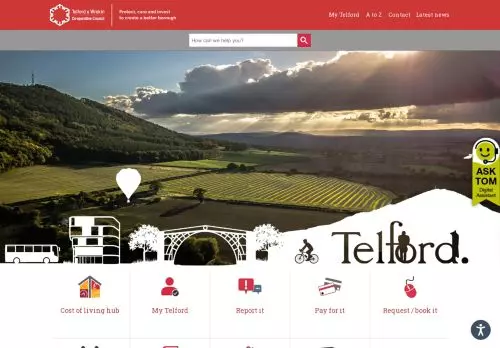 Telford & Wrekin
Co-operative Council
Protect, care and invest
to create a better borough
My Telford
A to Z
Contact
Latest news
How can we help you?
ASK
TOM
Digital
Assistant
Telford.
Cost of living hub
My Telford
Report it
Pay for it
Request / book it